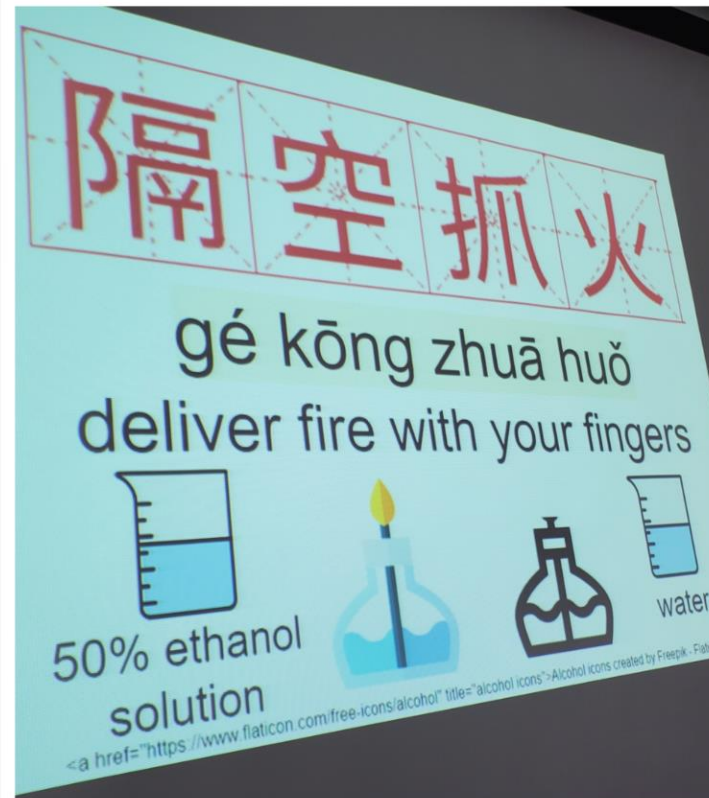 隔空抓火
gé kōng zhuā huǒ
deliver fire with your fingers
50% ethanol
solution
water
<a href="https://www.flaticon.com/free-icons/alcohol" title="alcohol icons">Alcohol icons created by Freepik - Flat